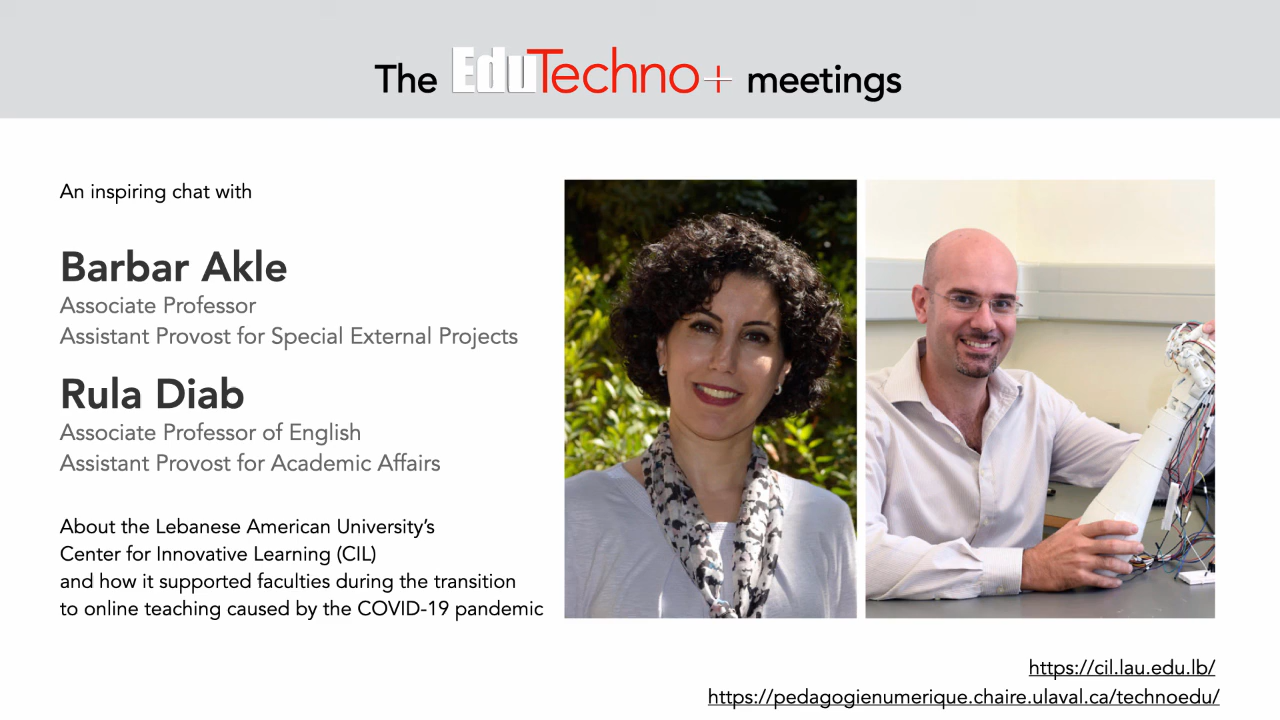 The EduTechno+ meetings
An inspiring chat with
Barbar Akle
Associate Professor
Assistant Provost for Special External Projects
Rula Diab
Associate Professor of English
Assistant Provost for Academic Affairs
About the Lebanese American University's
Center for Innovative Learning (CIL)
and how it supported faculties during the transition
to online teaching caused by the COVID-19 pandemic
https://cil.lau.edu.lb/
https://pedagogienumerique.chaire.ulaval.ca/technoedu/